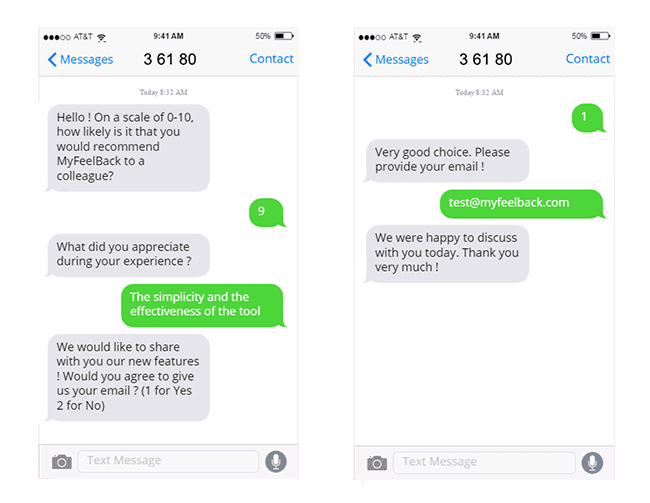 AT&T 9:41 AM 50%
Messages 3 61 80 Contact
Today 8:32 AM
Hello ! On a scale of 0-10,
how likely is it that you
would recommend
MyFeelBack to a
colleague?
9
What did you appreciate
during your experience ?
The simplicity and the
effectiveness of the tool
We would like to share
with you our new features
! Would you agree to give
us your email ? (1 for Yes
2 for No)
Text Message
AT&T 9:41 AM 50%
Messages 3 61 80 Contact
Today 8:32 AM
1
Very good choice. Please
provide your email !
test@myfeelback.com
We were happy to discuss
with you today. Thank you
very much !
Text Message